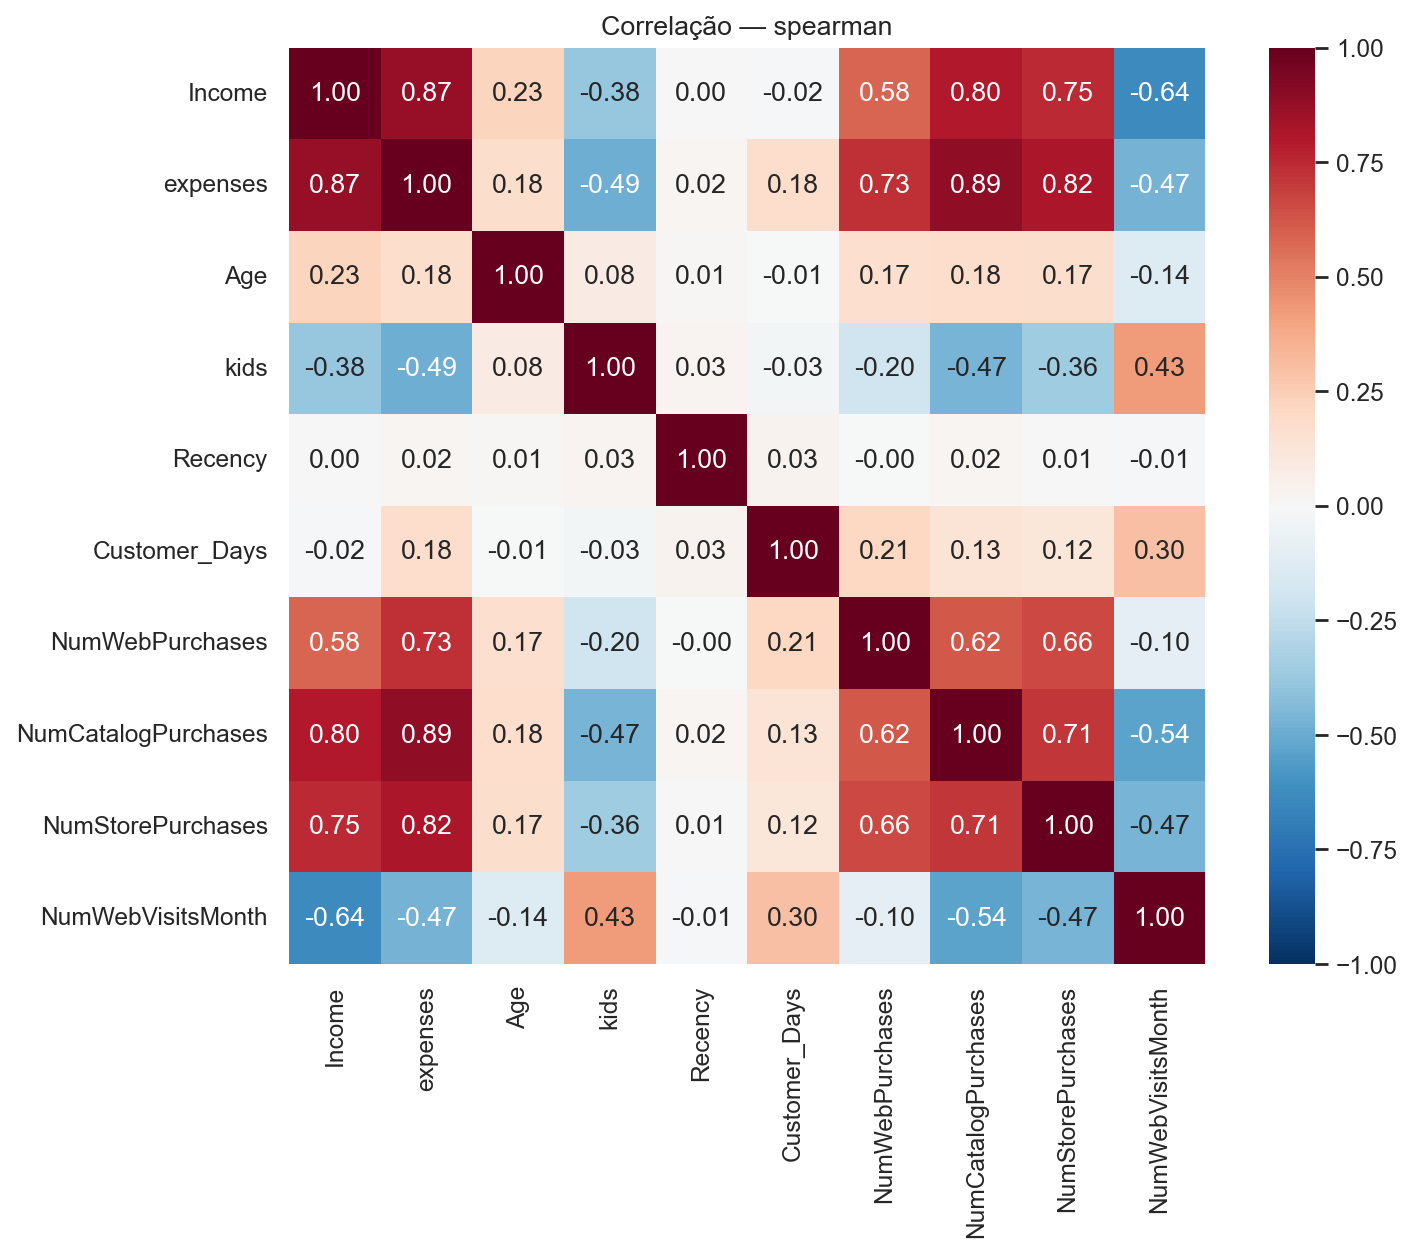 Correlação — spearman
Income 1.00 0.87 0.23 -0.38 0.00 -0.02 0.58 0.80 0.75 -0.64
expenses 0.87 1.00 0.18 -0.49 0.02 0.18 0.73 0.89 0.82 -0.47
Age 0.23 0.18 1.00 0.08 0.01 -0.01 0.17 0.18 0.17 -0.14
kids -0.38 -0.49 0.08 1.00 0.03 -0.03 -0.20 -0.47 -0.36 0.43
Recency 0.00 0.02 0.01 0.03 1.00 0.03 -0.00 0.02 0.01 -0.01
Customer_Days -0.02 0.18 -0.01 -0.03 0.03 1.00 0.21 0.13 0.12 0.30
NumWebPurchases 0.58 0.73 0.17 -0.20 -0.00 0.21 1.00 0.62 0.66 -0.10
NumCatalogPurchases 0.80 0.89 0.18 -0.47 0.02 0.13 0.62 1.00 0.71 -0.54
NumStorePurchases 0.75 0.82 0.17 -0.36 0.01 0.12 0.66 0.71 1.00 -0.47
NumWebVisitsMonth -0.64 -0.47 -0.14 0.43 -0.01 0.30 -0.10 -0.54 -0.47 1.00
Income
expenses
Age
kids
Recency
Customer_Days
NumWebPurchases
NumCatalogPurchases
NumStorePurchases
NumWebVisitsMonth
1.00
0.75
0.50
0.25
0.00
−0.25
−0.50
−0.75
−1.00